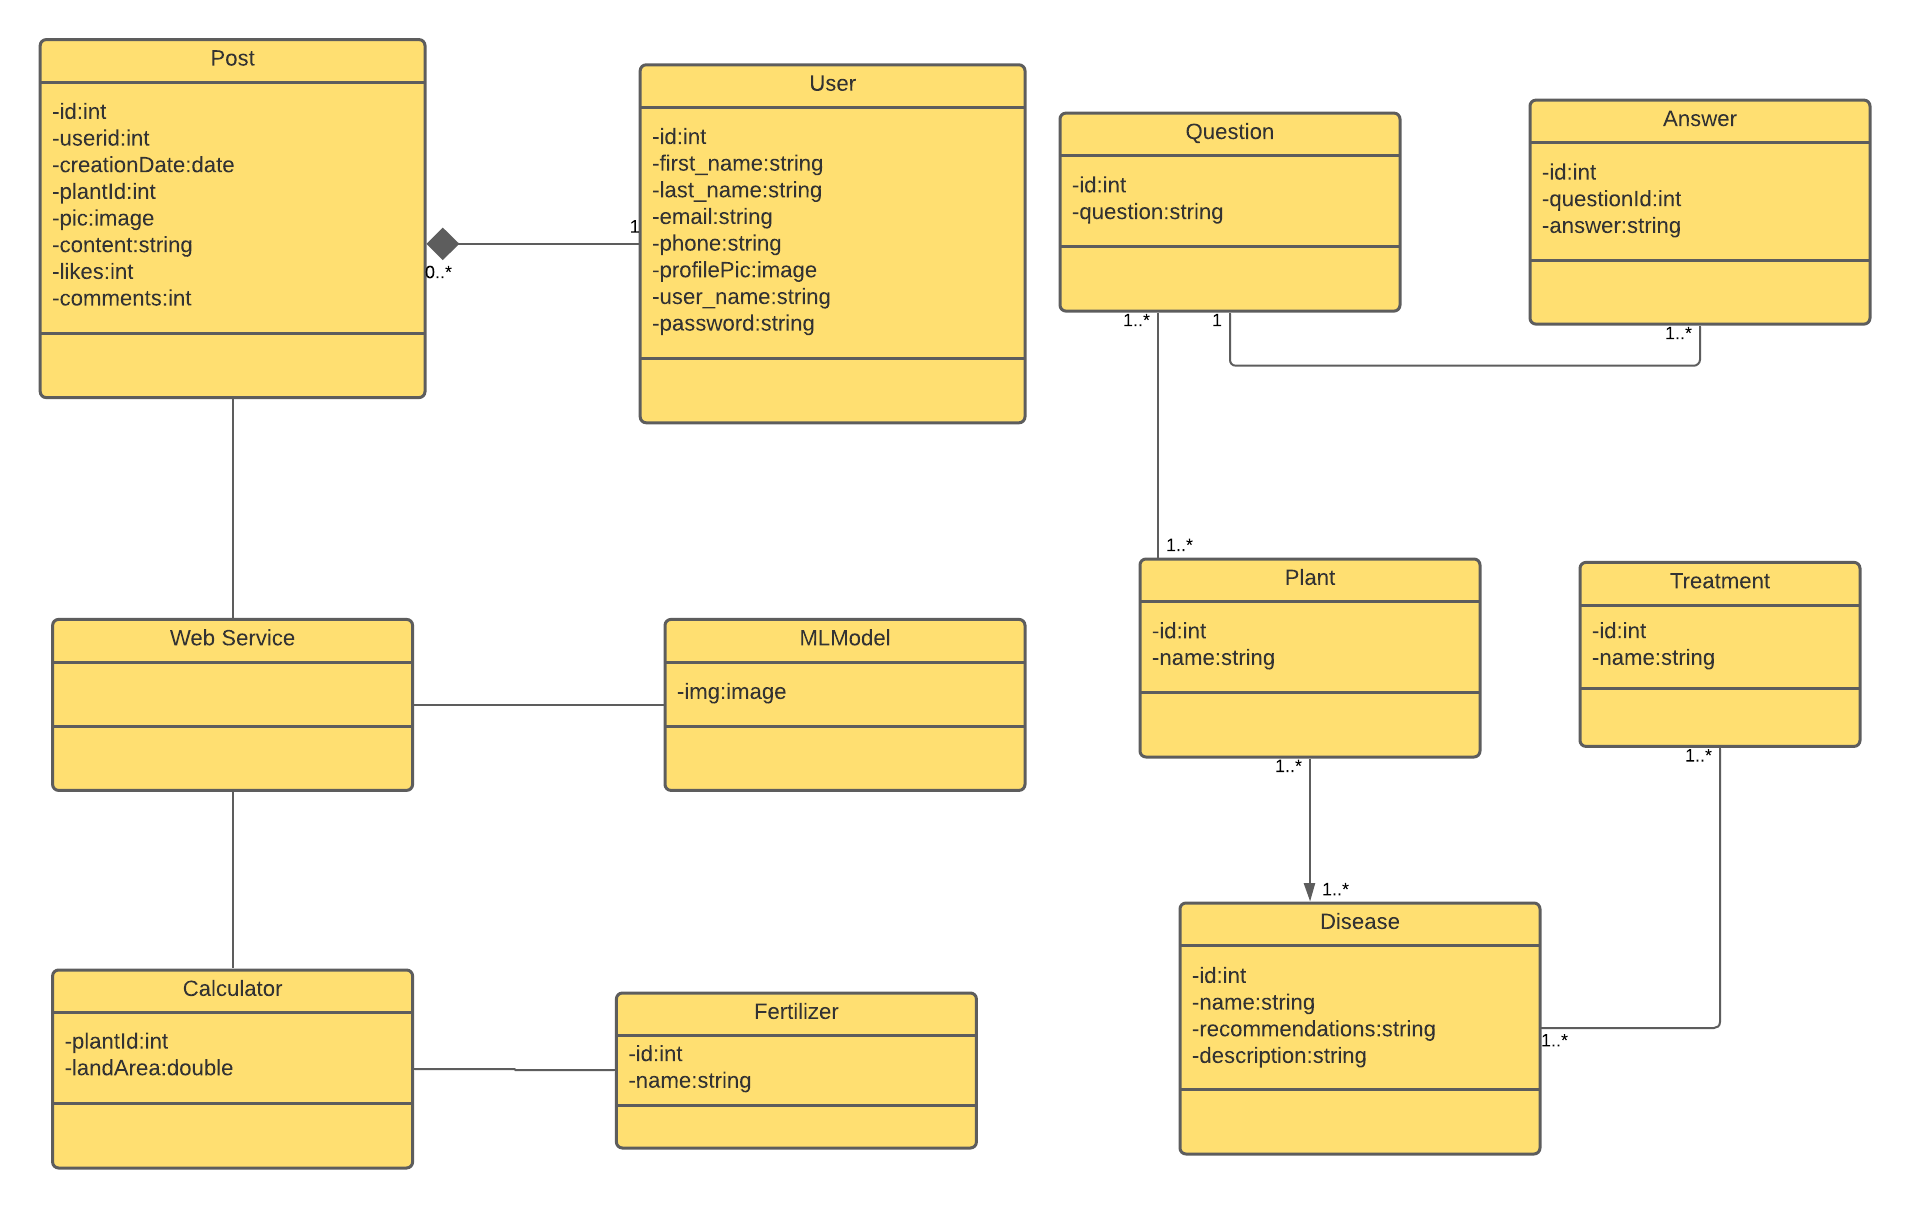 Post
-id:int
-userid:int
-creationDate:date
-plantId:int
-pic:image
-content:string
-likes:int
-comments:int
0..*
1
User
-id:int
-first_name:string
-last_name:string
-email:string
-phone:string
-profilePic:image
-user_name:string
-password:string
Question
-id:int
-question:string
1..*
1
Answer
-id:int
-questionId:int
-answer:string
1..*
Web Service
MLModel
-img:image
1..*
Plant
-id:int
-name:string
1..*
Treatment
-id:int
-name:string
1..*
Calculator
-plantId:int
-landArea:double
Fertilizer
-id:int
-name:string
1..*
Disease
-id:int
-name:string
-recommendations:string
-description:string
1..*